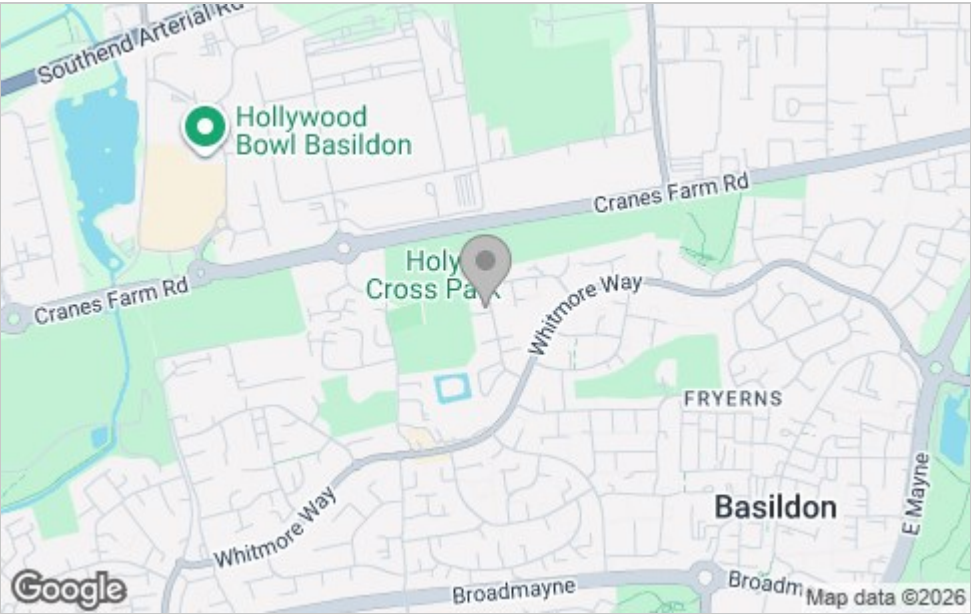 Southend Arterial Rd
Hollywood
Bowl Basildon
Cranes Farm Rd
Holy
Cross Park
Cranes Farm Rd
Whitmore Way
FRYERNS
Basildon
E Mayne
Whitmore Way
Broadmayne
Broadm
Google
Map data ©2026